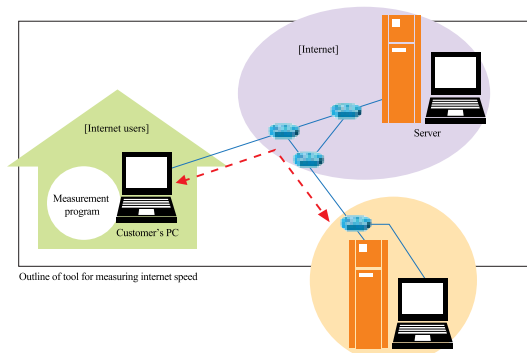 [Internet]
Server
[Internet users]
Measurement
program
Customer's PC
Outline of tool for measuring internet speed